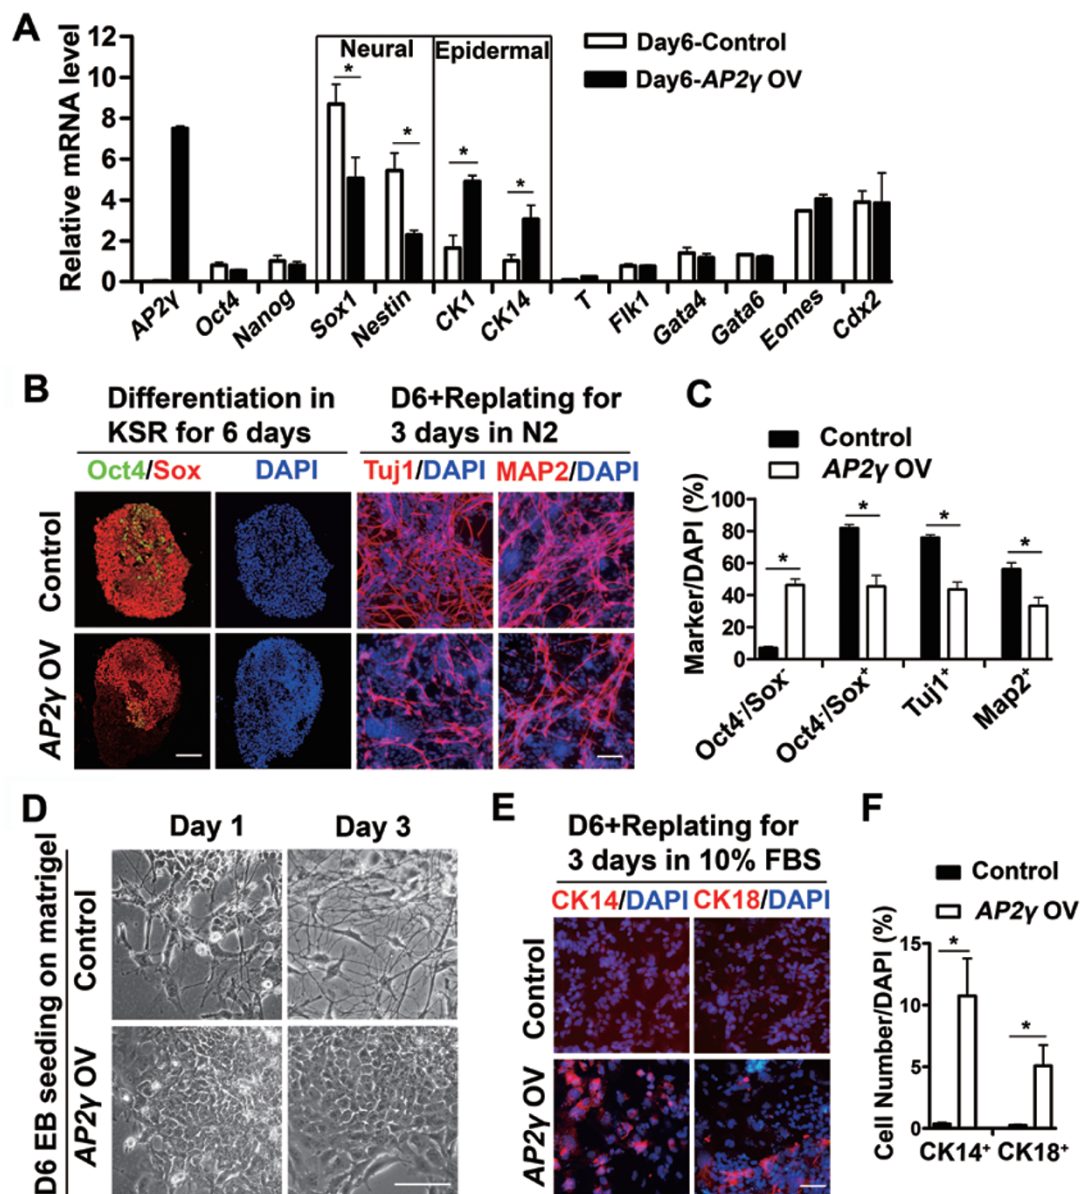 A
Relative mRNA level
12
10
8
6
4
2
0
Neural
Epidermal
*
*
*
*
Day6-Control
Day6-AP2γ OV
AP2γ
Oct4
Nanog
Sox1
Nestin
CK1
CK14
T
Flk1
Gata4
Gata6
Eomes
Cdx2
B
Differentiation in
KSR for 6 days
D6+Replating for
3 days in N2
Oct4/Sox
DAPI
Tuj1/DAPI
MAP2/DAPI
Control
AP2γ OV
C
Control
AP2γ OV
Marker/DAPI (%)
100
80
60
40
20
0
*
*
*
*
Oct4⁻/Sox⁻
Oct4⁻/Sox⁺
Tuj1⁺
Map2⁺
D
Day 1
Day 3
D6 EB seeding on matrigel
Control
AP2γ OV
E
D6+Replating for
3 days in 10% FBS
CK14/DAPI
CK18/DAPI
Control
AP2γ OV
F
Control
AP2γ OV
Cell Number/DAPI (%)
15
10
5
0
*
*
CK14⁺
CK18⁺